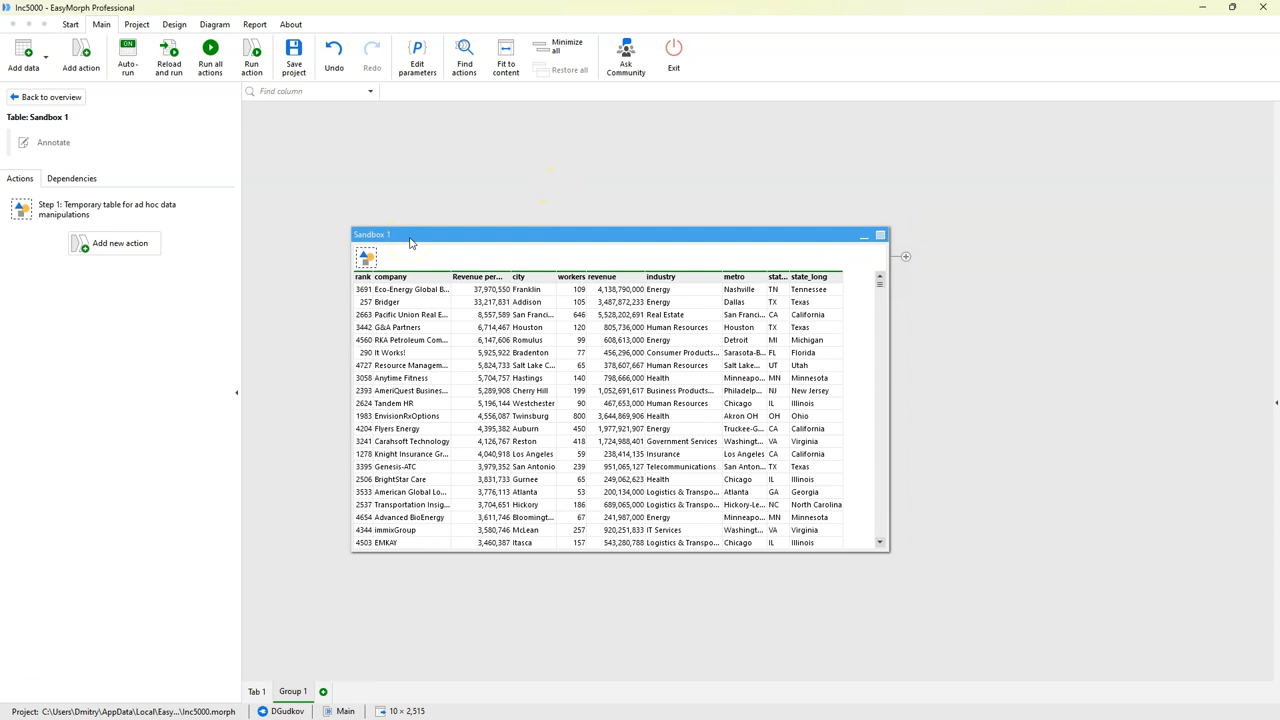 Inc5000 - EasyMorph Professional
Start Main Project Design Diagram Report About
Add data
Add action
ON
Auto-run
Reload and run
Run all actions
Run action
Save project
Undo
Redo
Edit parameters
Find actions
Fit to content
Minimize all
Restore all
Ask Community
Exit
Back to overview
Find column
Table: Sandbox 1
Annotate
Actions Dependencies
Step 1: Temporary table for ad hoc data
manipulations
Add new action
Sandbox 1
rank company Revenue per... city workers revenue industry metro stat... state_long
3691 Eco-Energy Global B... 37,970,550 Franklin 109 4,138,790,000 Energy Nashville TN Tennessee
257 Bridger 33,217,831 Addison 105 3,487,872,233 Energy Dallas TX Texas
2663 Pacific Union Real E... 8,557,589 San Franci... 646 5,528,202,691 Real Estate San Franci... CA California
3442 G&A Partners 6,714,467 Houston 120 805,736,000 Human Resources Houston TX Texas
4560 RKA Petroleum Com... 6,147,606 Romulus 99 608,613,000 Energy Detroit MI Michigan
290 It Works! 5,925,922 Bradenton 77 456,296,000 Consumer Products... Sarasota-B... FL Florida
4727 Resource Managem... 5,824,733 Salt Lake C... 65 378,607,667 Human Resources Salt Lake... UT Utah
3058 Anytime Fitness 5,704,757 Hastings 140 798,666,000 Health Minneapo... MN Minnesota
2393 AmeriQuest Busines... 5,289,908 Cherry Hill 199 1,052,691,617 Business Products... Philadelp... NJ New Jersey
2624 Tandem HR 5,196,144 Westchester 90 467,653,000 Human Resources Chicago IL Illinois
1983 EnvisionRxOptions 4,556,087 Twinsburg 800 3,644,869,906 Health Akron OH OH Ohio
4204 Flyers Energy 4,395,382 Auburn 450 1,977,921,907 Energy Truckee-G... CA California
3241 Carahsoft Technology 4,126,767 Reston 418 1,724,988,401 Government Services Washingt... VA Virginia
1278 Knight Insurance Gr... 4,040,918 Los Angeles 59 238,414,135 Insurance Los Angeles CA California
3395 Genesis-ATC 3,979,352 San Antonio 239 951,065,127 Telecommunications San Anton... TX Texas
2506 BrightStar Care 3,831,733 Gurnee 65 249,062,623 Health Chicago IL Illinois
3533 American Global Lo... 3,776,113 Atlanta 53 200,134,000 Logistics & Transpo... Atlanta GA Georgia
2537 Transportation Insig... 3,704,651 Hickory 186 689,065,000 Logistics & Transpo... Hickory-Le... NC North Carolina
4654 Advanced BioEnergy 3,611,746 Bloomingt... 67 241,987,000 Energy Minneapo... MN Minnesota
4344 immixGroup 3,580,746 McLean 257 920,251,833 IT Services Washingt... VA Virginia
4503 EMKAY 3,460,387 Itasca 157 543,280,788 Logistics & Transpo... Chicago IL Illinois
Tab 1 Group 1
Project: C:\Users\Dmitry\AppData\Local\Easy...\Inc5000.morph DGudkov Main 10 × 2,515